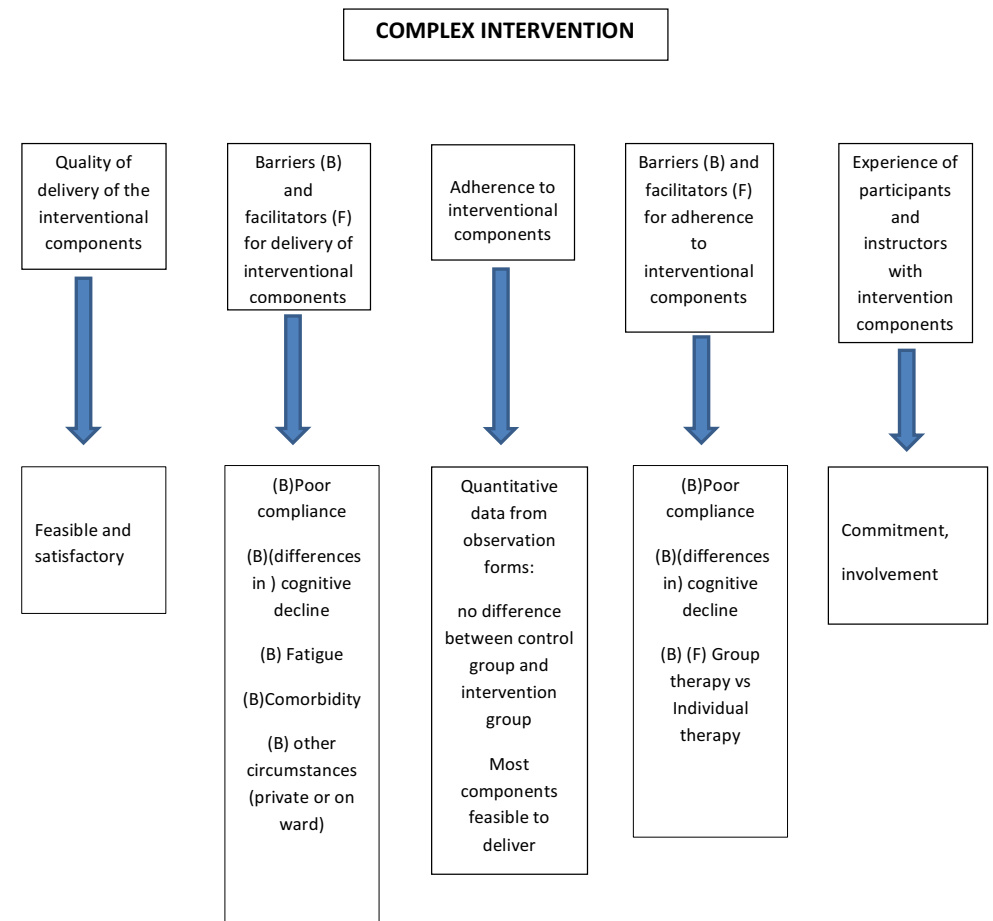 COMPLEX INTERVENTION
Quality of
delivery of the
interventional
components
Barriers (B)
and
facilitators (F)
for delivery of
interventional
components
Adherence to
interventional
components
Barriers (B) and
facilitators (F)
for adherence
to
interventional
components
Experience of
participants
and
instructors
with
intervention
components
Feasible and
satisfactory
(B)Poor
compliance
(B)(differences
in ) cognitive
decline
(B) Fatigue
(B)Comorbidity
(B) other
circumstances
(private or on
ward)
Quantitative
data from
observation
forms:
no difference
between control
group and
intervention
group
Most
components
feasible to
deliver
(B)Poor
compliance
(B)(differences
in) cognitive
decline
(B) (F) Group
therapy vs
Individual
therapy
Commitment,
involvement